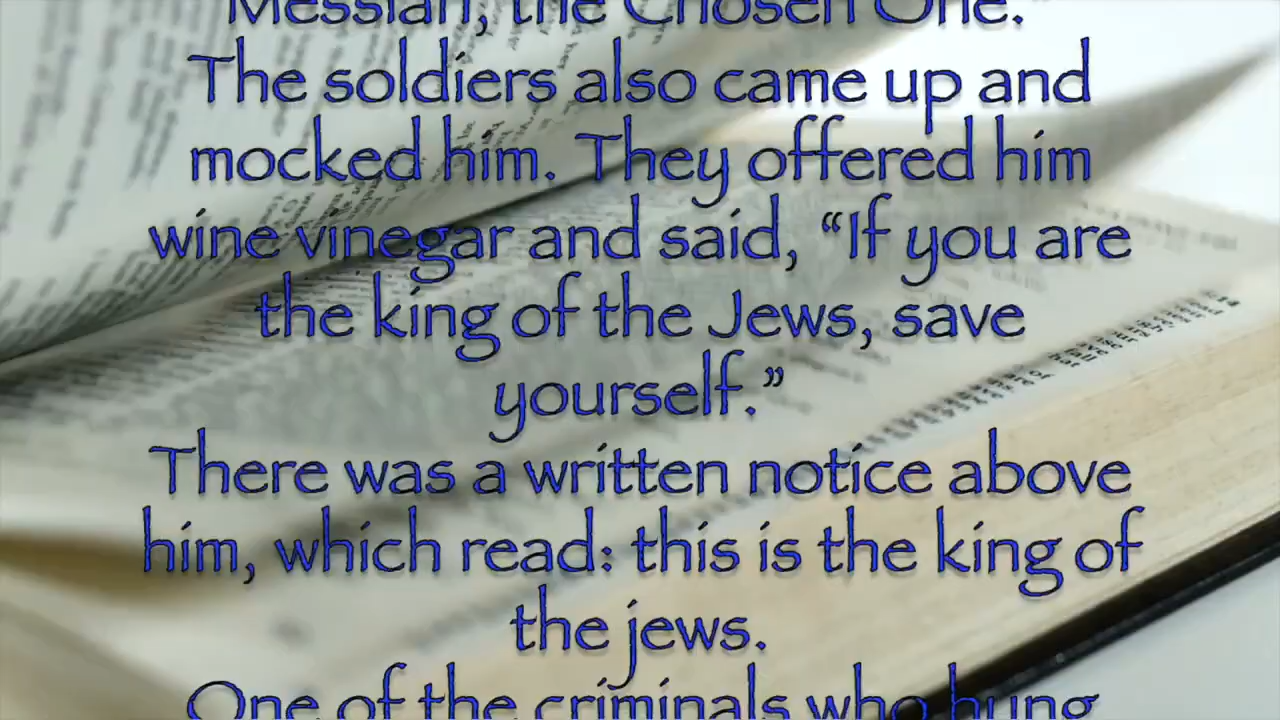 Messiah, the Chosen One.”
The soldiers also came up and
mocked him. They offered him
wine vinegar and said, “If you are
the king of the Jews, save
yourself.”
There was a written notice above
him, which read: this is the king of
the jews.
One of the criminals who hung